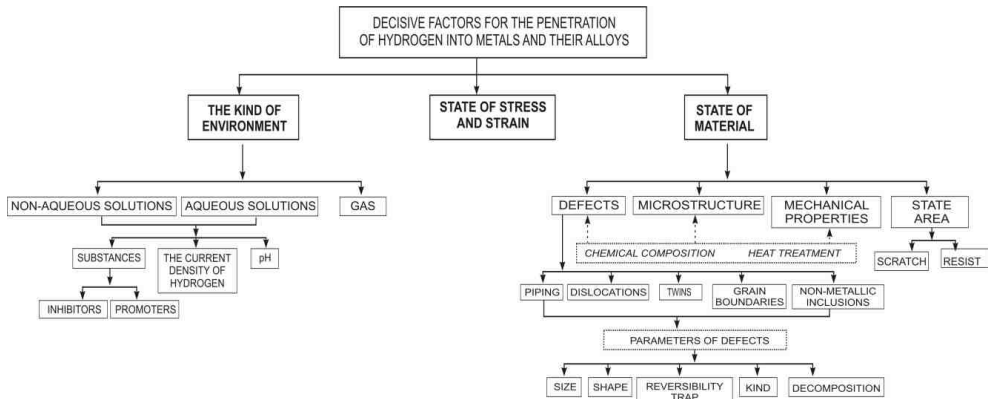 DECISIVE FACTORS FOR THE PENETRATION
OF HYDROGEN INTO METALS AND THEIR ALLOYS
THE KIND OF
ENVIRONMENT
STATE OF STRESS
AND STRAIN
STATE OF
MATERIAL
NON-AQUEOUS SOLUTIONS
AQUEOUS SOLUTIONS
GAS
DEFECTS
MICROSTRUCTURE
MECHANICAL
PROPERTIES
STATE
AREA
SUBSTANCES
THE CURRENT
DENSITY OF
HYDROGEN
pH
CHEMICAL COMPOSITION
HEAT TREATMENT
SCRATCH
RESIST
INHIBITORS
PROMOTERS
PIPING
DISLOCATIONS
TWINS
GRAIN
BOUNDARIES
NON-METALLIC
INCLUSIONS
PARAMETERS OF DEFECTS
SIZE
SHAPE
REVERSIBILITY
TRAP
KIND
DECOMPOSITION